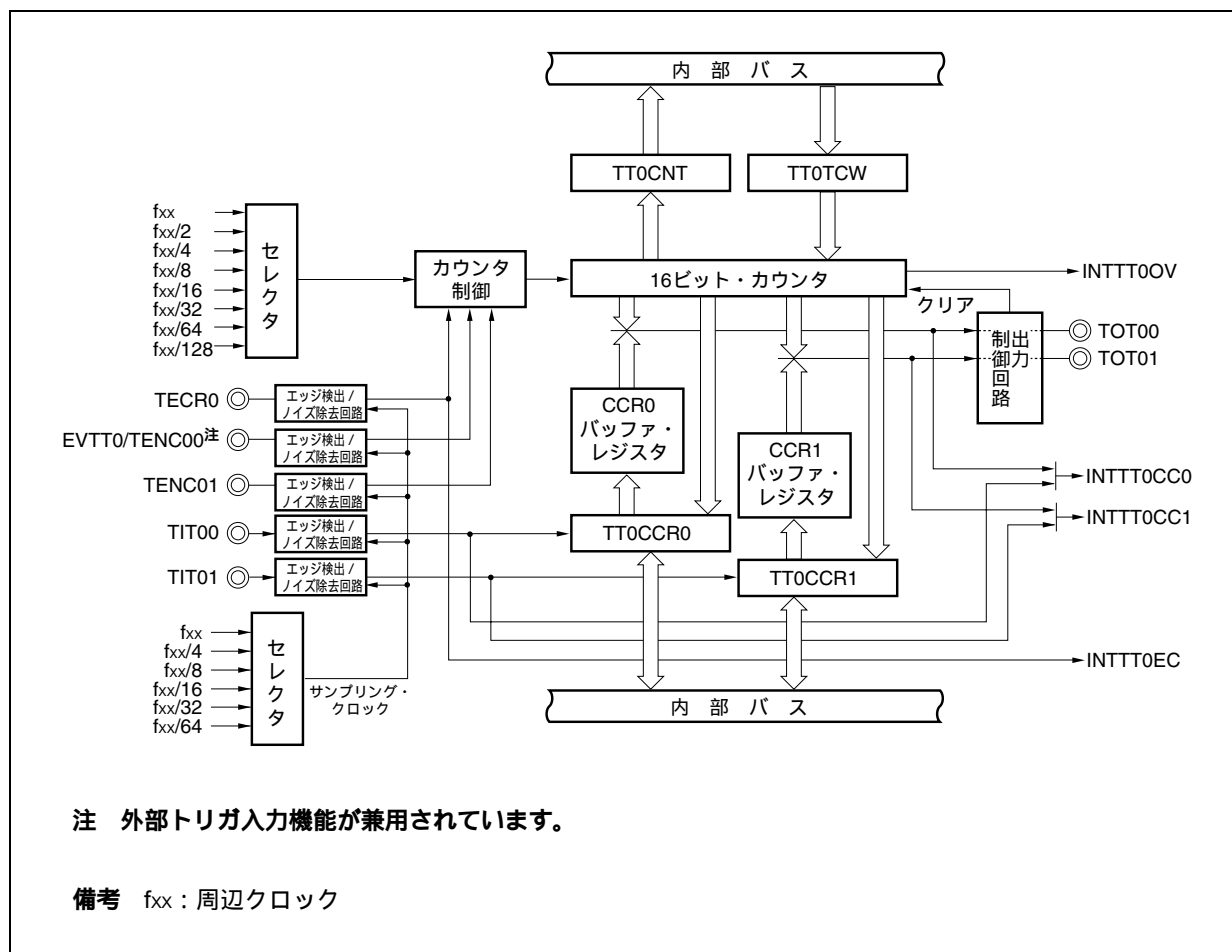 内部バス
TT0CNT
TT0TCW
fxx
fxx/2
fxx/4
fxx/8
fxx/16
fxx/32
fxx/64
fxx/128
セレクタ
カウンタ
制御
16ビット・カウンタ
INTTT0OV
クリア
出力
制御回路
TOT00
TOT01
TECR0
エッジ検出/
ノイズ除去回路
EVTT0/TENC00注
エッジ検出/
ノイズ除去回路
TENC01
エッジ検出/
ノイズ除去回路
TIT00
エッジ検出/
ノイズ除去回路
TIT01
エッジ検出/
ノイズ除去回路
CCR0
バッファ・
レジスタ
CCR1
バッファ・
レジスタ
TT0CCR0
TT0CCR1
INTTT0CC0
INTTT0CC1
INTTT0EC
fxx
fxx/4
fxx/8
fxx/16
fxx/32
fxx/64
セレクタ
サンプリング・
クロック
内部バス
注 外部トリガ入力機能が兼用されています。
備考 fxx：周辺クロック